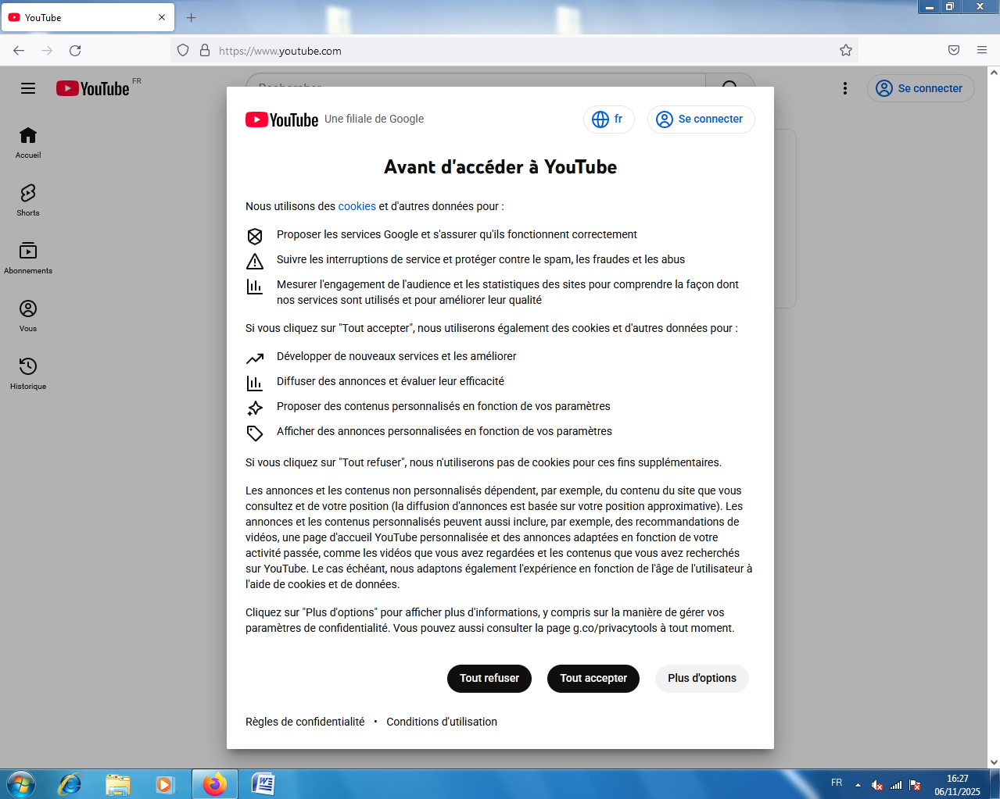 YouTube
https://www.youtube.com
YouTube FR
Se connecter
Accueil
Shorts
Abonnements
Vous
Historique
YouTube Une filiale de Google
fr
Se connecter
Avant d'accéder à YouTube
Nous utilisons des cookies et d'autres données pour :
Proposer les services Google et s'assurer qu'ils fonctionnent correctement
Suivre les interruptions de service et protéger contre le spam, les fraudes et les abus
Mesurer l'engagement de l'audience et les statistiques des sites pour comprendre la façon dont
nos services sont utilisés et pour améliorer leur qualité
Si vous cliquez sur "Tout accepter", nous utiliserons également des cookies et d'autres données pour :
Développer de nouveaux services et les améliorer
Diffuser des annonces et évaluer leur efficacité
Proposer des contenus personnalisés en fonction de vos paramètres
Afficher des annonces personnalisées en fonction de vos paramètres
Si vous cliquez sur "Tout refuser", nous n'utiliserons pas de cookies pour ces fins supplémentaires.
Les annonces et les contenus non personnalisés dépendent, par exemple, du contenu du site que vous
consultez et de votre position (la diffusion d'annonces est basée sur votre position approximative). Les
annonces et les contenus personnalisés peuvent aussi inclure, par exemple, des recommandations de
vidéos, une page d'accueil YouTube personnalisée et des annonces adaptées en fonction de votre
activité passée, comme les vidéos que vous avez regardées et les contenus que vous avez recherchés
sur YouTube. Le cas échéant, nous adaptons également l'expérience en fonction de l'âge de l'utilisateur à
l'aide de cookies et de données.
Cliquez sur "Plus d'options" pour afficher plus d'informations, y compris sur la manière de gérer vos
paramètres de confidentialité. Vous pouvez aussi consulter la page g.co/privacytools à tout moment.
Tout refuser
Tout accepter
Plus d'options
Règles de confidentialité • Conditions d'utilisation
FR
16:27
06/11/2025